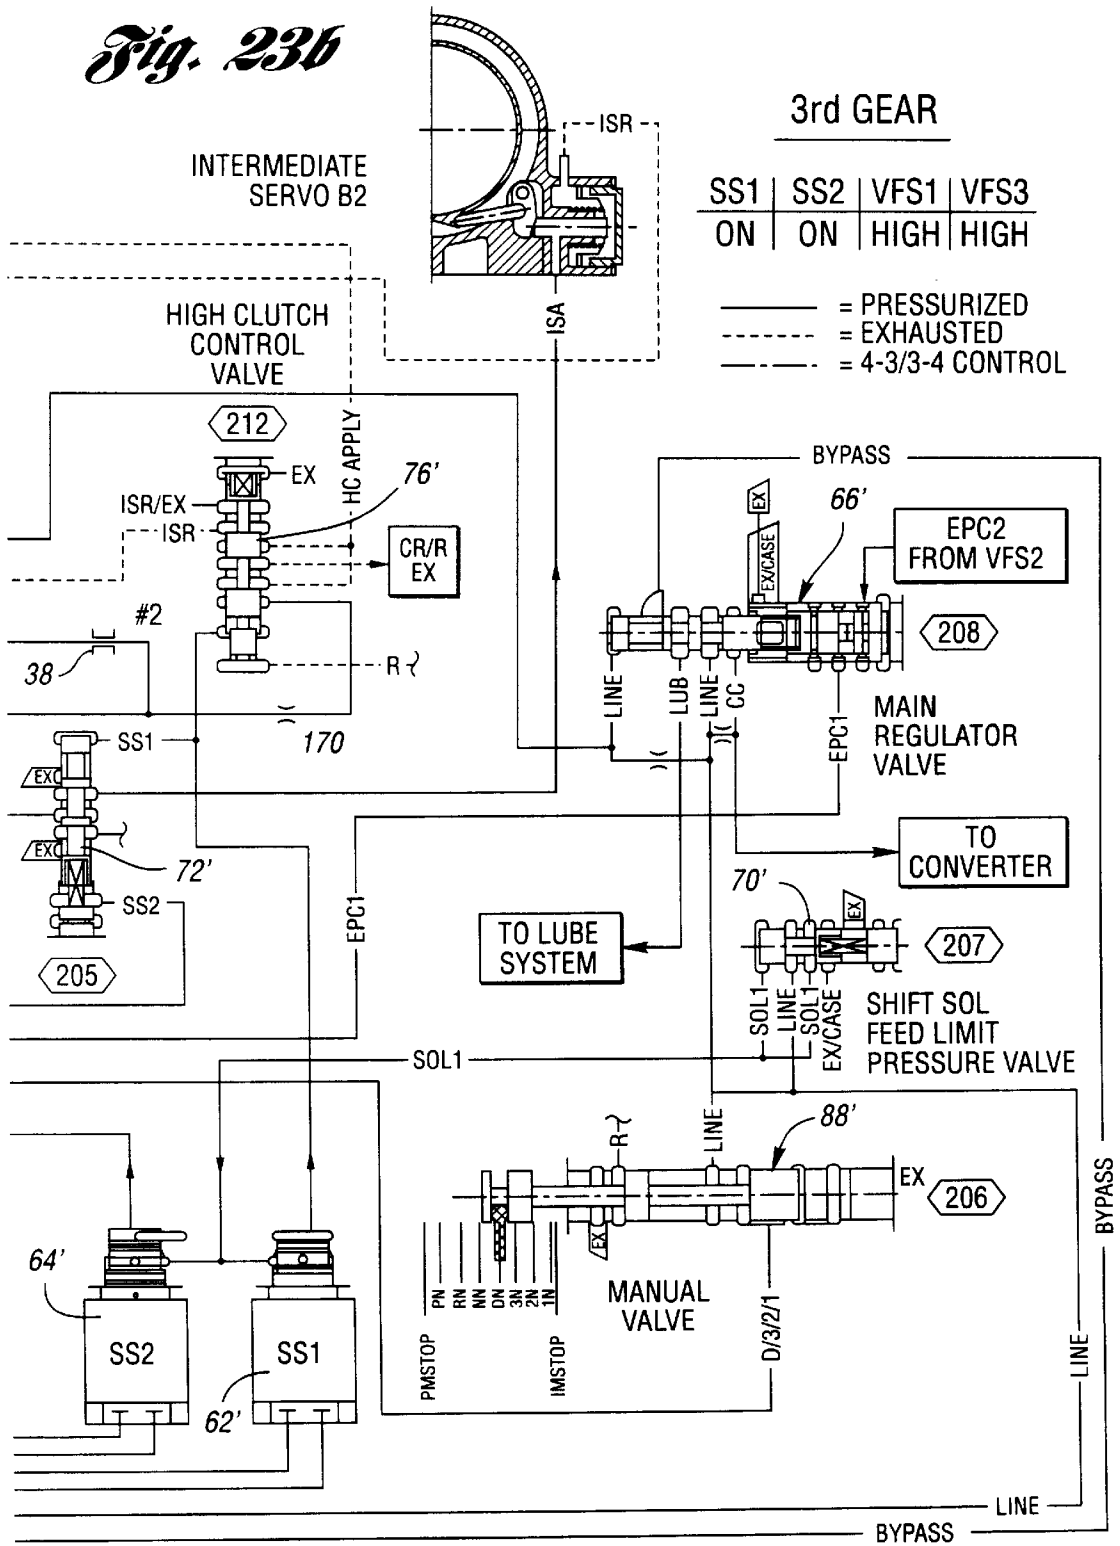 Fig. 23b
3rd GEAR
SS1 SS2 VFS1 VFS3
ON ON HIGH HIGH
= PRESSURIZED
= EXHAUSTED
= 4-3/3-4 CONTROL
INTERMEDIATE
SERVO B2
ISR
ISA
HIGH CLUTCH
CONTROL
VALVE
212
EX
HC APPLY
76'
ISR/EX
ISR
CR/R
EX
#2
38
R
170
SS1
EX
EX
72'
SS2
205
EPC1
BYPASS
EX
66'
EX/CASE
EPC2
FROM VFS2
208
LINE
LUB
LINE
CC
EPC1
MAIN
REGULATOR
VALVE
TO
CONVERTER
TO LUBE
SYSTEM
70'
EX
207
SOL1
LINE
SOL1
EX/CASE
SHIFT SOL
FEED LIMIT
PRESSURE VALVE
SOL1
R
LINE
88'
EX
206
EX
MANUAL
VALVE
PMSTOP
PN
RN
NN
DN
3N
2N
1N
IMSTOP
D/3/2/1
64'
SS2
SS1
62'
BYPASS
LINE
LINE
BYPASS